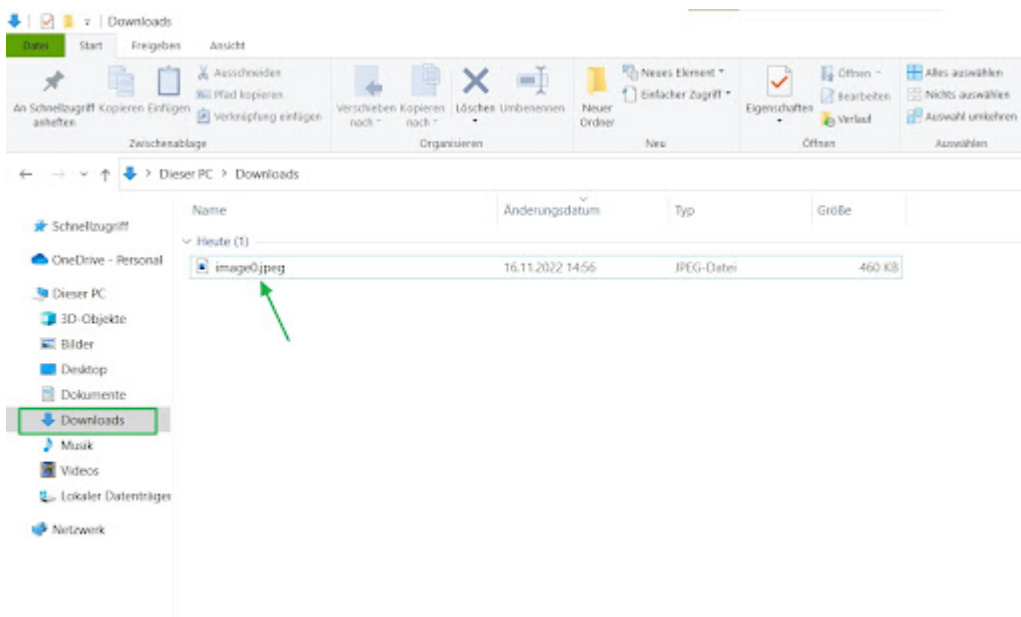 Downloads
Datei Start Freigeben Ansicht
An Schnellzugriff anheften
Kopieren
Einfügen
Ausschneiden
Pfad kopieren
Verknüpfung einfügen
Zwischenablage
Verschieben nach
Kopieren nach
Löschen
Umbenennen
Organisieren
Neuer Ordner
Neues Element
Einfacher Zugriff
Neu
Eigenschaften
Öffnen
Bearbeiten
Verlauf
Öffnen
Alles auswählen
Nichts auswählen
Auswahl umkehren
Auswählen
Dieser PC > Downloads
Name Änderungsdatum Typ Größe
Heute (1)
image0.jpeg 16.11.2022 14:56 JPEG-Datei 460 KB
Schnellzugriff
OneDrive - Personal
Dieser PC
3D-Objekte
Bilder
Desktop
Dokumente
Downloads
Musik
Videos
Lokaler Datenträger
Netzwerk